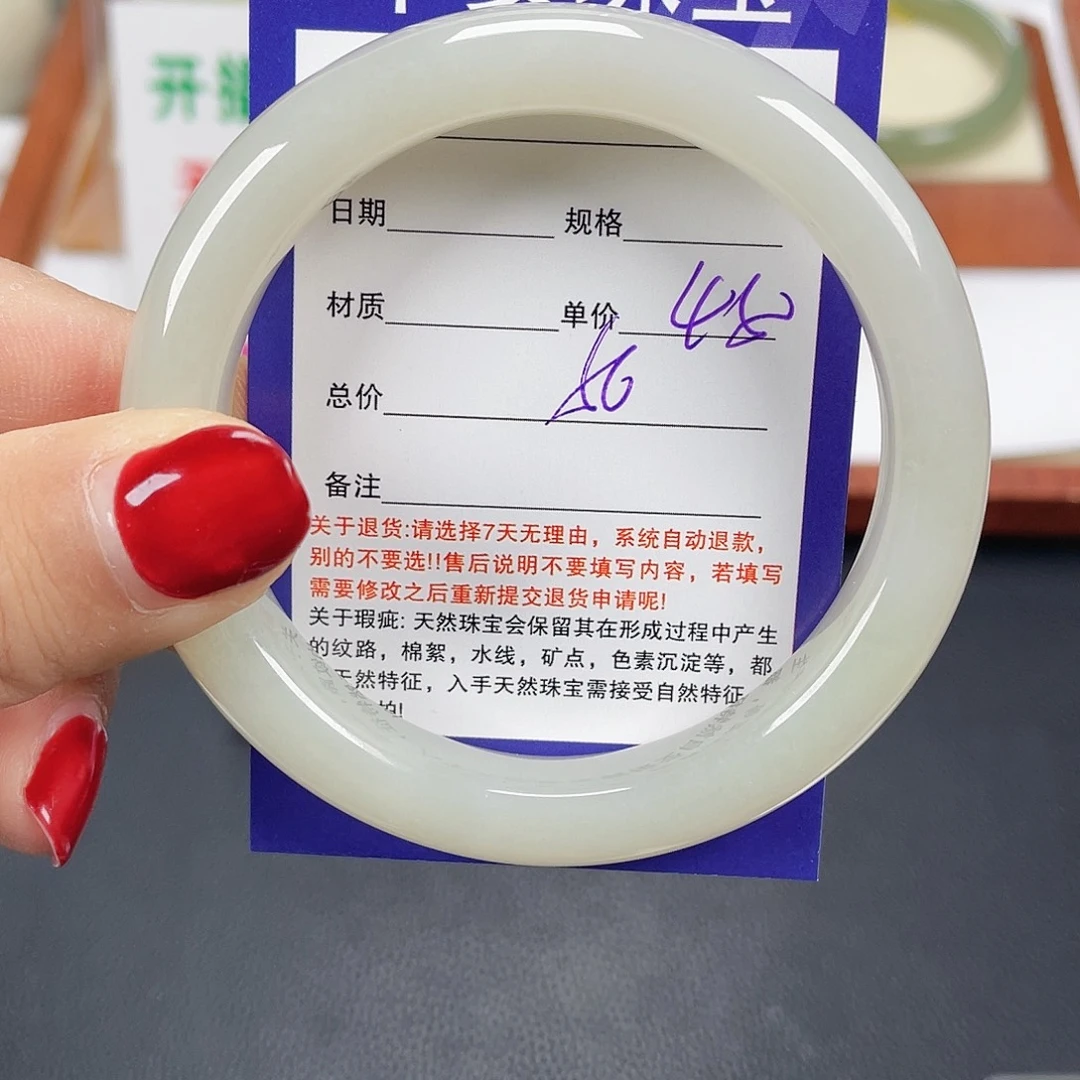 开
日期 规格
材质 单价
总价
备注
关于退货:请选择7天无理由，系统自动退款，
别的不要选!!售后说明不要填写内容，若填写
需要修改之后重新提交退货申请呢!
关于瑕疵: 天然珠宝会保留其在形成过程中产生
的纹路，棉絮，水线，矿点，色素沉淀等，都
天然特征，入手天然珠宝需接受自然特征
拍!